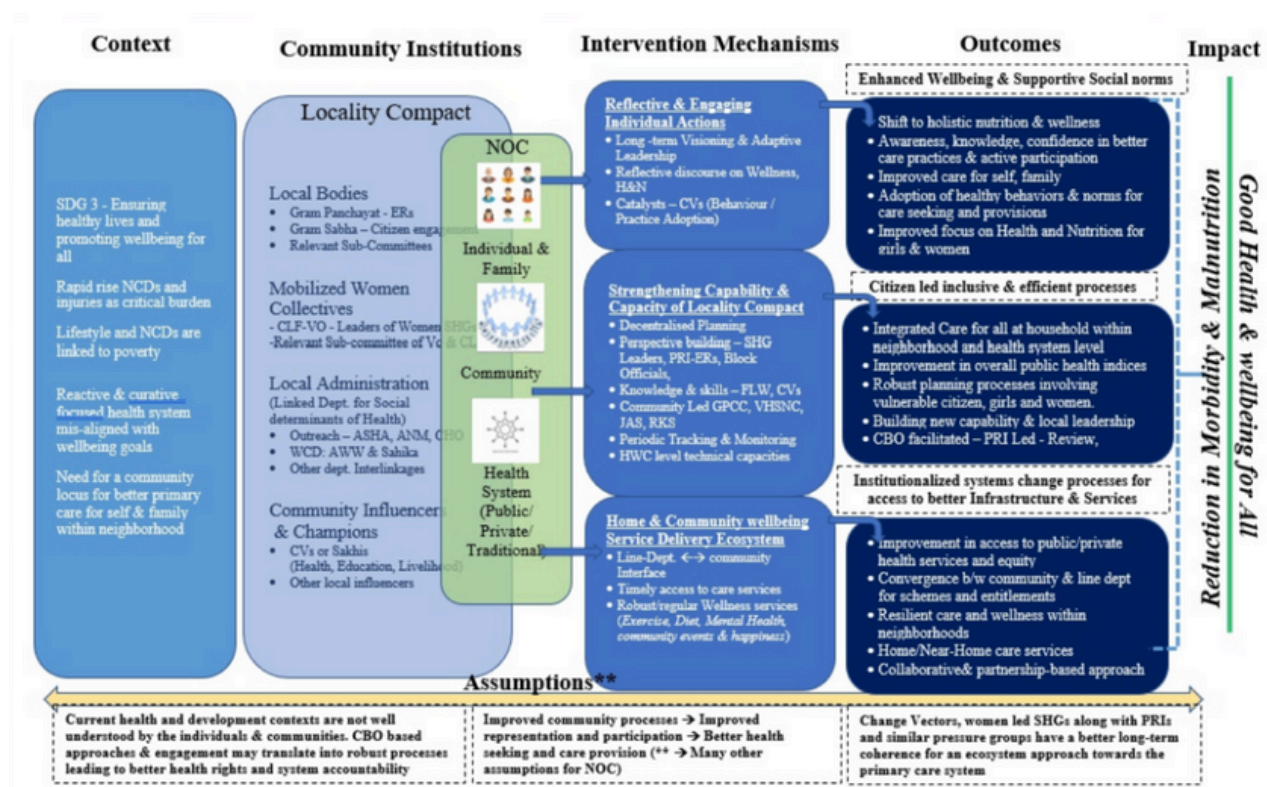 Context
Community Institutions
Intervention Mechanisms
Outcomes
Impact
SDG 3 - Ensuring
healthy lives and
promoting wellbeing for
all
Rapid rise NCDs and
injuries as critical burden
Lifestyle and NCDs are
linked to poverty
Reactive & curative
focused health system
mis-aligned with
wellbeing goals
Need for a community
locus for better primary
care for self & family
within neighborhood
Locality Compact
Local Bodies
• Gram Panchayat - ERs
• Gram Sabha – Citizen engagement
• Relevant Sub-Committees
Mobilized Women
Collectives
- CLF-VO - Leaders of Women SHGs
-Relevant Sub-committee of Vo & CL
Local Administration
(Linked Dept. for Social
determinants of Health)
• Outreach – ASHA, ANM, CHO
• WCD: AWW & Sahika
• Other dept. Interlinkages
Community Influencers
& Champions
• CVs or Sakhis
(Health, Education, Livelihood)
• Other local influencers
NOC
Individual &
Family
Community
Health
System
(Public/
Private/
Traditional)
Reflective & Engaging
Individual Actions
• Long -term Visioning & Adaptive
Leadership
• Reflective discourse on Wellness,
H&N
• Catalysts – CVs (Behaviour /
Practice Adoption)
Strengthening Capability &
Capacity of Locality Compact
• Decentralised Planning
• Perspective building – SHG
Leaders, PRI-ERs, Block
Officials,
• Knowledge & skills – FLW, CVs
• Community Led GPCC, VHSNC,
JAS, RKS
• Periodic Tracking & Monitoring
• HWC level technical capacities
Home & Community wellbeing
Service Delivery Ecosystem
• Line-Dept. <-> community
Interface
• Timely access to care services
• Robust/regular Wellness services
(Exercise, Diet, Mental Health,
community events & happiness)
Enhanced Wellbeing & Supportive Social norms
Shift to holistic nutrition & wellness
• Awareness, knowledge, confidence in better
care practices & active participation
• Improved care for self, family
• Adoption of healthy behaviors & norms for
care seeking and provisions
• Improved focus on Health and Nutrition for
girls & women
Citizen led inclusive & efficient processes
• Integrated Care for all at household within
neighborhood and health system level
• Improvement in overall public health indices
• Robust planning processes involving
vulnerable citizen, girls and women.
• Building new capability & local leadership
• CBO facilitated – PRI Led - Review,
Institutionalized systems change processes for
access to better Infrastructure & Services
• Improvement in access to public/private
health services and equity
• Convergence b/w community & line dept
for schemes and entitlements
• Resilient care and wellness within
neighborhoods
• Home/Near-Home care services
• Collaborative& partnership-based approach
Reduction in Morbidity & Malnutrition
Good Health & wellbeing for All
Assumptions**
Current health and development contexts are not well
understood by the individuals & communities. CBO based
approaches & engagement may translate into robust processes
leading to better health rights and system accountability
Improved community processes → Improved
representation and participation → Better health
seeking and care provision (** → Many other
assumptions for NOC)
Change Vectors, women led SHGs along with PRIs
and similar pressure groups have a better long-term
coherence for an ecosystem approach towards the
primary care system